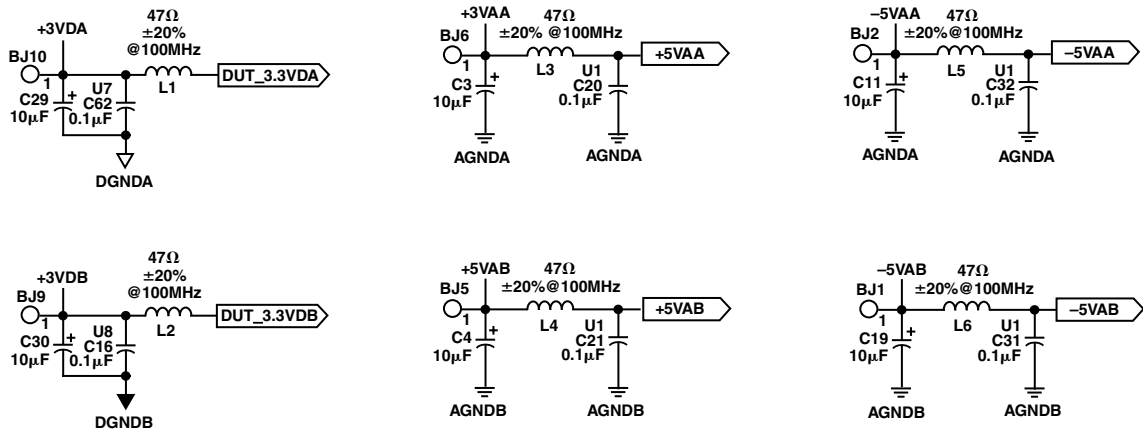 +3VDA
47Ω
±20%
@100MHz
BJ10
1
L1
DUT_3.3VDA
C29
+
10µF
U7
C62
0.1µF
DGNDA
+3VAA
47Ω
±20% @100MHz
BJ6
1
L3
+5VAA
C3
+
10µF
U1
C20
0.1µF
AGNDA
AGNDA
–5VAA
47Ω
±20% @100MHz
BJ2
1
L5
–5VAA
C11
+
10µF
U1
C32
0.1µF
AGNDA
AGNDA
+3VDB
47Ω
±20%
@100MHz
BJ9
1
L2
DUT_3.3VDB
C30
+
10µF
U8
C16
0.1µF
DGNDB
+5VAB
47Ω
±20%@100MHz
BJ5
1
L4
+5VAB
C4
+
10µF
U1
C21
0.1µF
AGNDB
AGNDB
–5VAB
47Ω
±20%@100MHz
BJ1
1
L6
–5VAB
C19
+
10µF
U1
C31
0.1µF
AGNDB
AGNDB